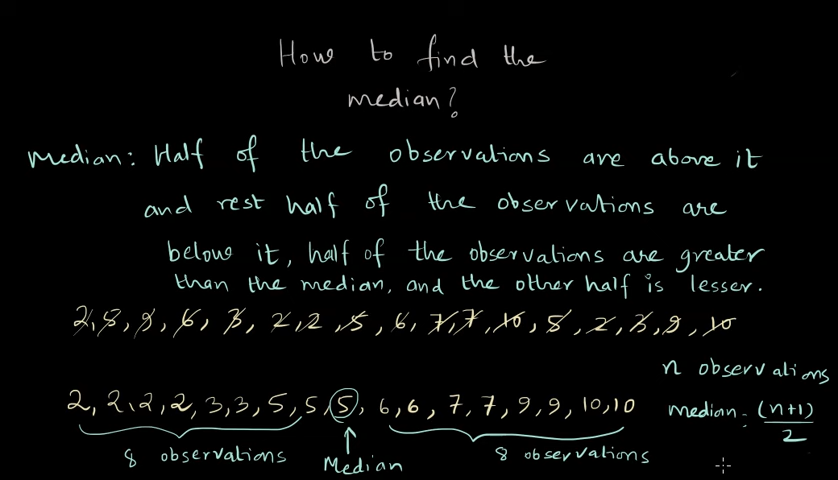 How to find the
median?
Median: Half of the observations are above it
and rest half of the observations are
below it, half of the observations are greater
than the median, and the other half is lesser.
2, 5, 9, 6, 3, 2, 2, 5, 6, 7, 7, 10, 5, 2, 3, 9, 10
n observations
2, 2, 2, 2, 3, 3, 5, 5, 5, 6, 6, 7, 7, 9, 9, 10, 10
median: (n+1)
2
8 observations
Median
8 observations